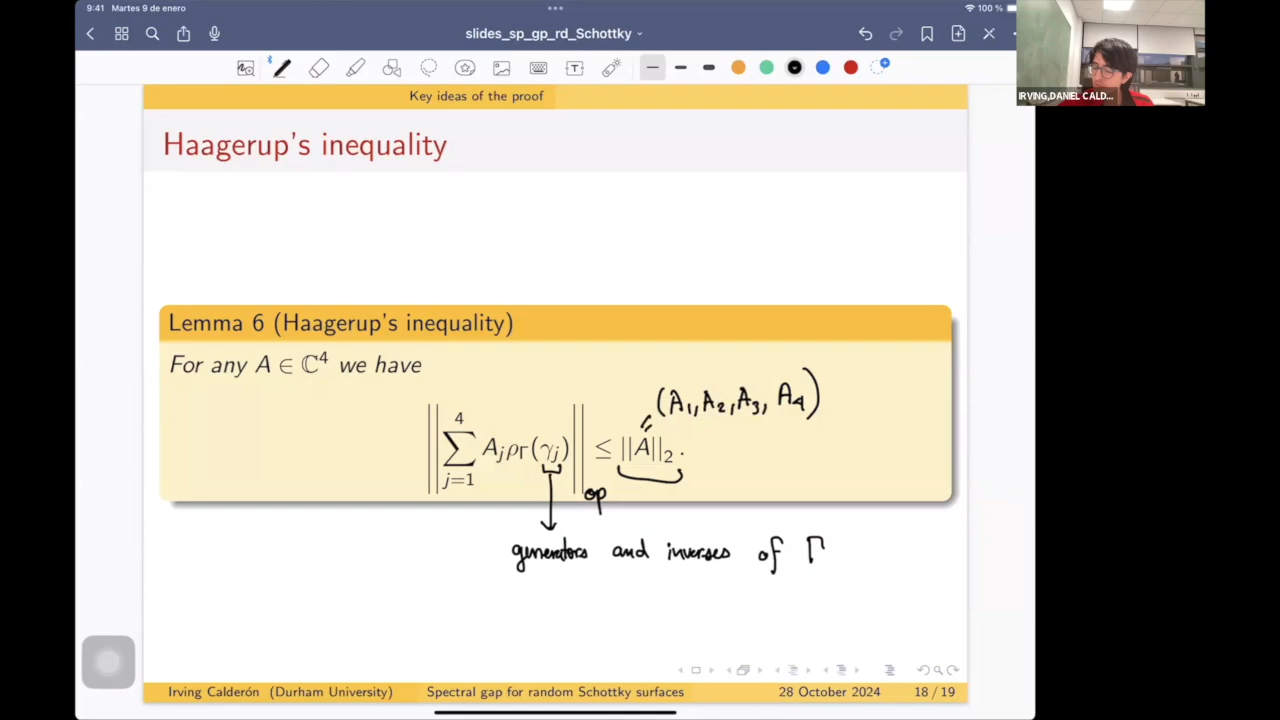 9:41 Martes 9 de enero
100 %
slides_sp_gp_rd_Schottky
IRVING,DANIEL CALD...
Key ideas of the proof
Haagerup's inequality
Lemma 6 (Haagerup's inequality)
For any A ∈ ℂ⁴ we have
(A₁, A₂, A₃, A₄)
|| ∑_{j=1}^{4} A_j ρ_Γ(γ_j) ||_op ≤ ||A||₂.
generators and inverses of Γ
Irving Calderón (Durham University) Spectral gap for random Schottky surfaces 28 October 2024 18 / 19